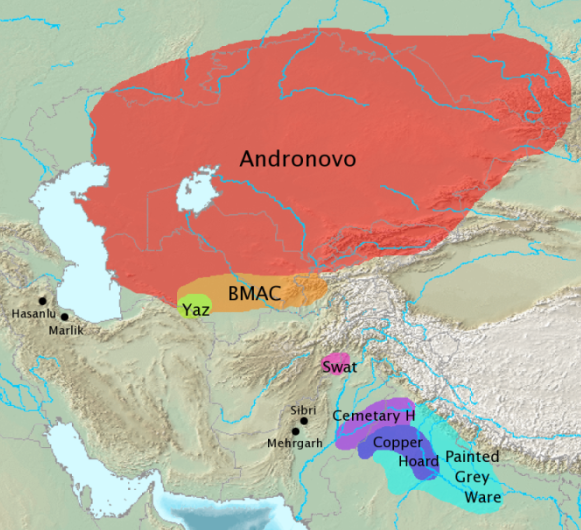 Andronovo
BMAC
Yaz
Hasanlu
Marlik
Swat
Sibri
Mehrgarh
Cemetary H
Copper
Hoard
Painted
Grey
Ware